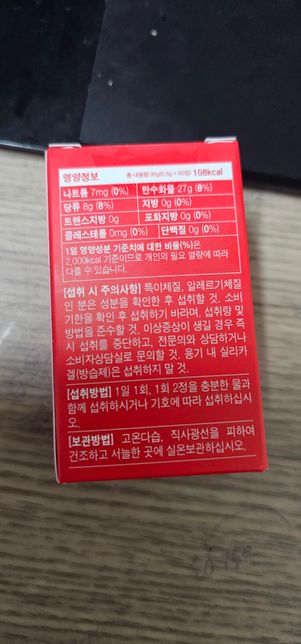 영양정보 총 내용량 30g(0.5g × 60정) 108kcal
나트륨 7mg (0%) 탄수화물 27g (8%)
당류 8g (8%) 지방 0g (0%)
트랜스지방 0g 포화지방 0g (0%)
콜레스테롤 0mg (0%) 단백질 0g (0%)
1일 영양성분 기준치에 대한 비율(%)은
2,000kcal 기준이므로 개인의 필요 열량에 따라
다를 수 있습니다.
[섭취 시 주의사항] 특이체질, 알레르기체질
인 분은 성분을 확인한 후 섭취할 것. 소비
기한을 확인 후 섭취하기 바라며, 섭취량 및
방법을 준수할 것. 이상증상이 생길 경우 즉
시 섭취를 중단하고, 전문의와 상담하거나
소비자상담실로 문의할 것. 용기 내 실리카
겔(방습제)은 섭취하지 말 것.
[섭취방법] 1일 1회, 1회 2정을 충분한 물과
함께 섭취하시거나 기호에 따라 섭취하십시
오.
[보관방법] 고온다습, 직사광선을 피하여
건조하고 서늘한 곳에 실온보관하십시오.